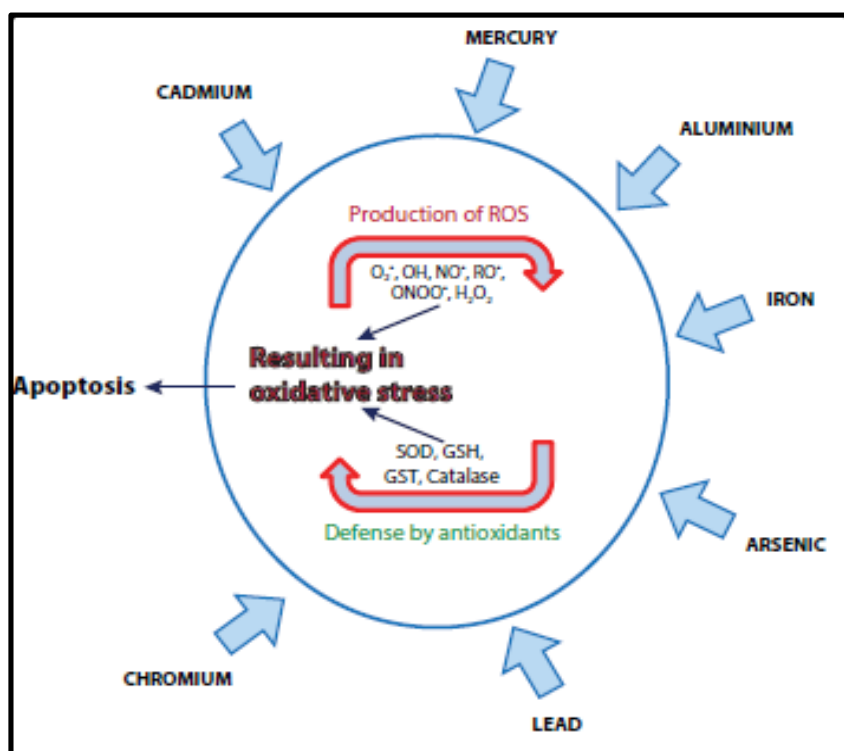 MERCURY
CADMIUM
ALUMINIUM
Production of ROS
O₂•, OH, NO•, RO•,
ONOO•, H₂O₂
IRON
Resulting in
oxidative stress
Apoptosis
SOD, GSH,
GST, Catalase
Defense by antioxidants
ARSENIC
CHROMIUM
LEAD